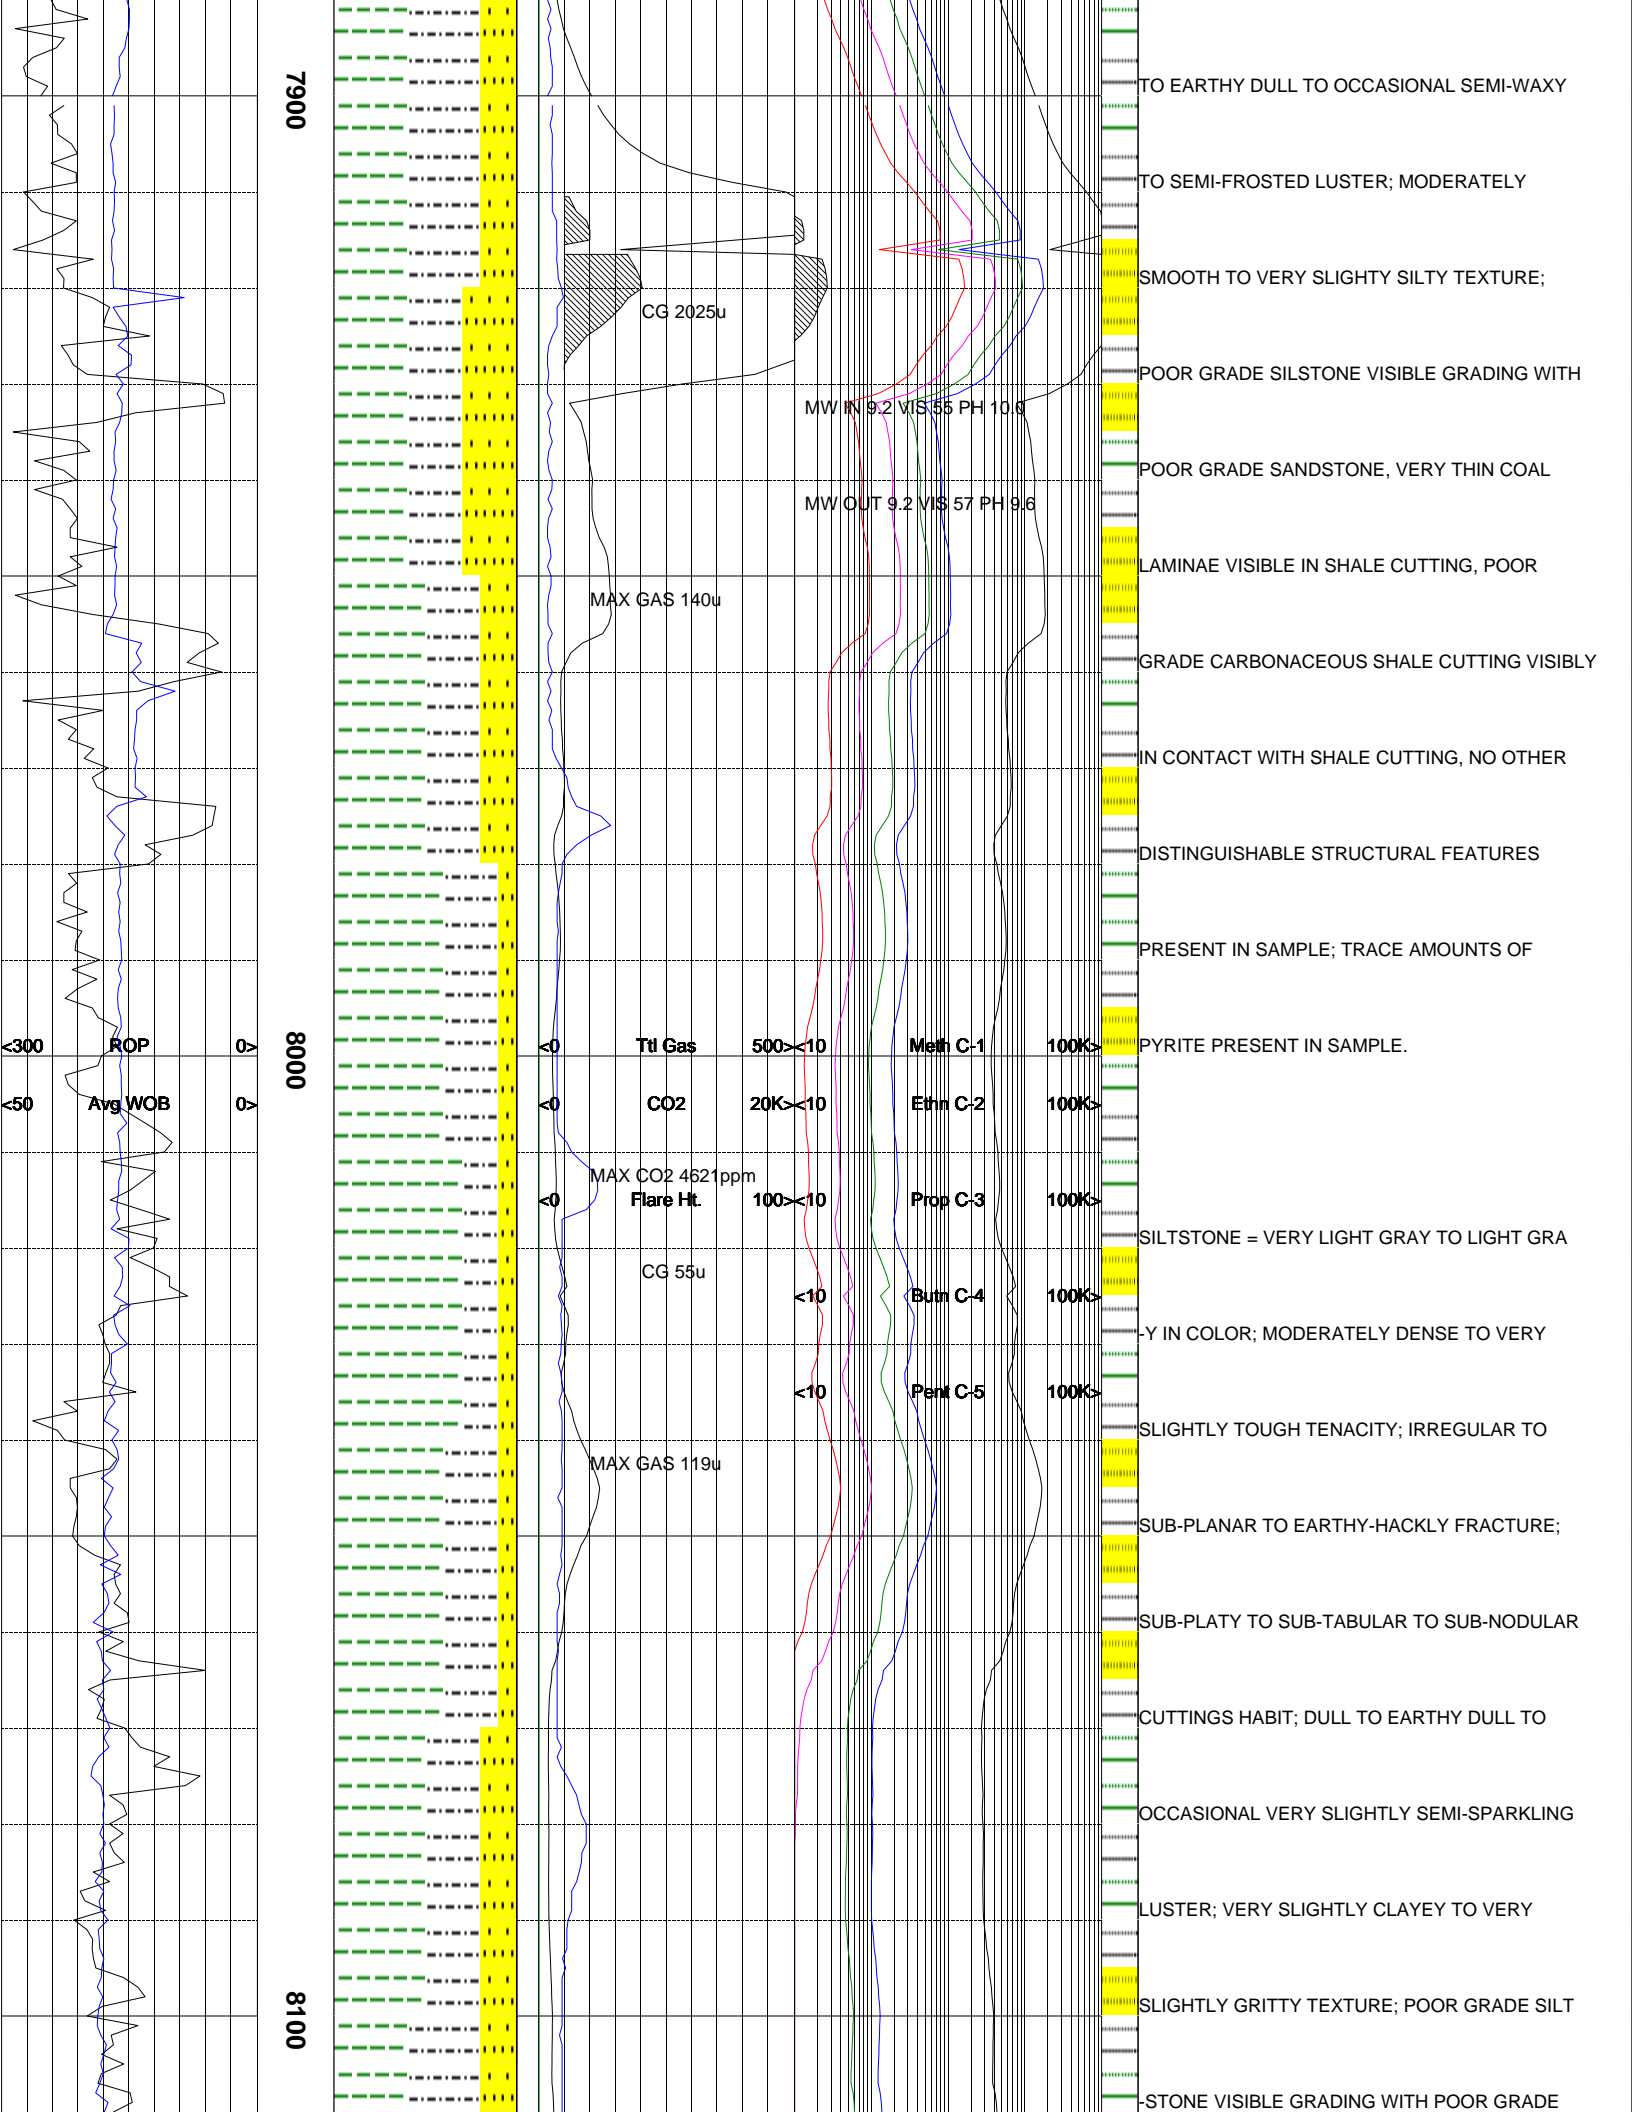 TO EARTHY DULL TO OCCASIONAL SEMI-WAXY
7900
TO SEMI-FROSTED LUSTER; MODERATELY
SMOOTH TO VERY SLIGHTY SILTY TEXTURE;
CG 2025u
POOR GRADE SILSTONE VISIBLE GRADING WITH
MW IN 9.2 VIS 55 PH 10.0
POOR GRADE SANDSTONE, VERY THIN COAL
MW OUT 9.2 VIS 57 PH 9.6
LAMINAE VISIBLE IN SHALE CUTTING, POOR
MAX GAS 140u
GRADE CARBONACEOUS SHALE CUTTING VISIBLY
IN CONTACT WITH SHALE CUTTING, NO OTHER
DISTINGUISHABLE STRUCTURAL FEATURES
PRESENT IN SAMPLE; TRACE AMOUNTS OF
<300 ROP 0> 8000 <0 Ttl Gas 500> <10 Meth C-1 100K> PYRITE PRESENT IN SAMPLE.
<50 Avg WOB 0> <0 CO2 20K> <10 Ethn C-2 100K>
MAX CO2 4621ppm
<0 Flare Ht. 100> <10 Prop C-3 100K>
SILTSTONE = VERY LIGHT GRAY TO LIGHT GRA
CG 55u
<10 Butn C-4 100K>
-Y IN COLOR; MODERATELY DENSE TO VERY
<10 Pent C-5 100K>
SLIGHTLY TOUGH TENACITY; IRREGULAR TO
MAX GAS 119u
SUB-PLANAR TO EARTHY-HACKLY FRACTURE;
SUB-PLATY TO SUB-TABULAR TO SUB-NODULAR
CUTTINGS HABIT; DULL TO EARTHY DULL TO
OCCASIONAL VERY SLIGHTLY SEMI-SPARKLING
LUSTER; VERY SLIGHTLY CLAYEY TO VERY
SLIGHTLY GRITTY TEXTURE; POOR GRADE SILT
8100
-STONE VISIBLE GRADING WITH POOR GRADE